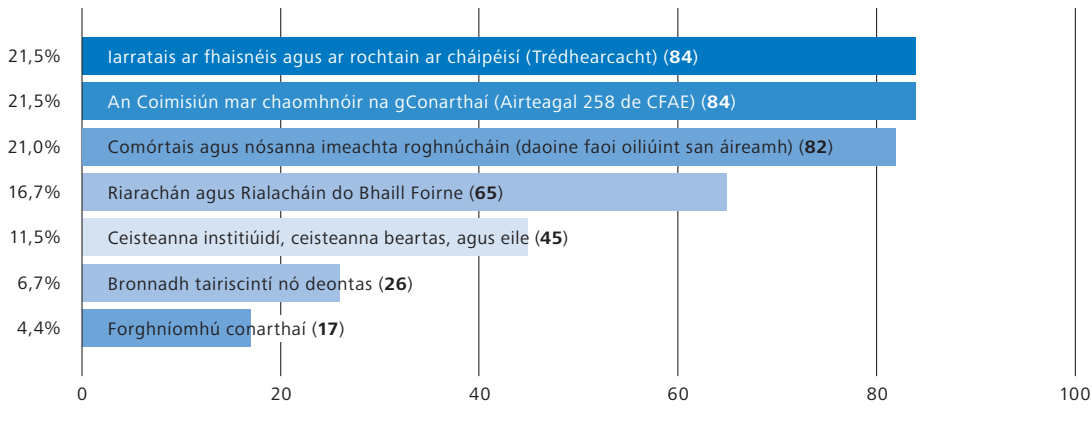 21,5% Iarratais ar fhaisnéis agus ar rochtain ar cháipéisí (Trédhearcacht) (84)
21,5% An Coimisiún mar chaomhnóir na gConarthaí (Airteagal 258 de CFAE) (84)
21,0% Comórtais agus nósanna imeachta roghnúcháin (daoine faoi oiliúint san áireamh) (82)
16,7% Riarachán agus Rialacháin do Bhaill Foirne (65)
11,5% Ceisteanna institiúidí, ceisteanna beartas, agus eile (45)
6,7% Bronnadh tairiscintí nó deontas (26)
4,4% Forghníomhú conarthaí (17)
0 20 40 60 80 100